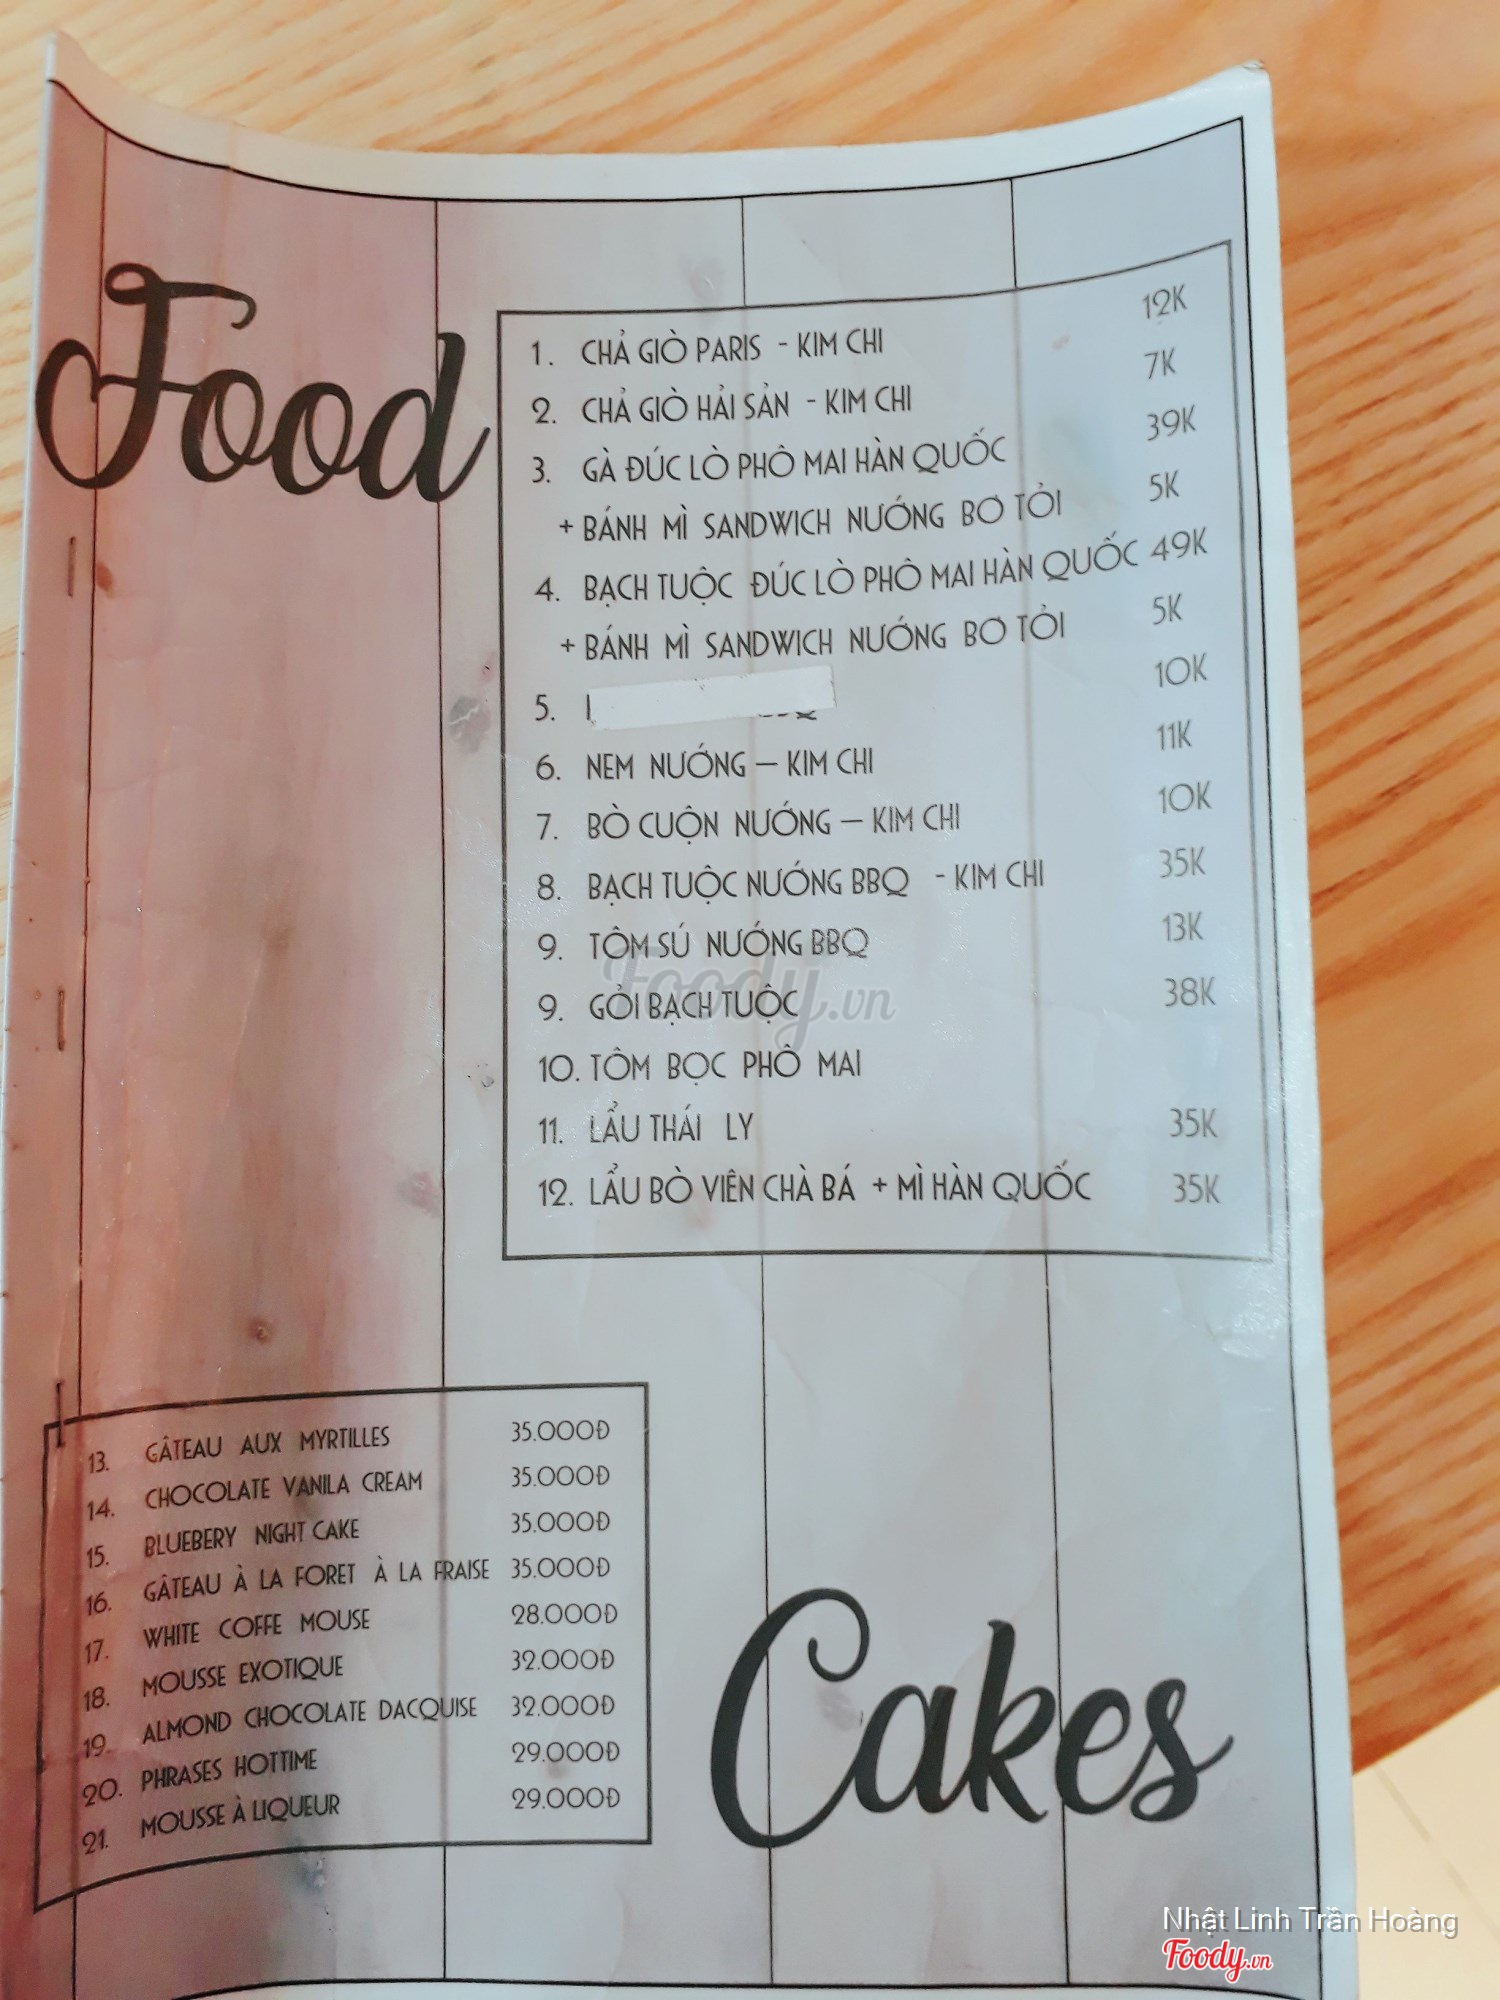 Food
1. CHẢ GIÒ PARIS - KIM CHI 12K
2. CHẢ GIÒ HẢI SẢN - KIM CHI 7K
3. GÀ ĐÚC LÒ PHÔ MAI HÀN QUỐC 39K
+ BÁNH MÌ SANDWICH NƯỚNG BƠ TỎI 5K
4. BẠCH TUỘC ĐÚC LÒ PHÔ MAI HÀN QUỐC 49K
+ BÁNH MÌ SANDWICH NƯỚNG BƠ TỎI 5K
5. 10K
6. NEM NƯỚNG – KIM CHI 11K
7. BÒ CUỘN NƯỚNG – KIM CHI 10K
8. BẠCH TUỘC NƯỚNG BBQ - KIM CHI 35K
9. TÔM SÚ NƯỚNG BBQ 13K
9. GỎI BẠCH TUỘC 38K
10. TÔM BỌC PHÔ MAI
11. LẨU THÁI LY 35K
12. LẨU BÒ VIÊN CHÀ BÁ + MÌ HÀN QUỐC 35K
13. GÂTEAU AUX MYRTILLES 35.000Đ
14. CHOCOLATE VANILA CREAM 35.000Đ
15. BLUEBERY NIGHT CAKE 35.000Đ
16. GÂTEAU À LA FORET À LA FRAISE 35.000Đ
17. WHITE COFFE MOUSE 28.000Đ
18. MOUSSE EXOTIQUE 32.000Đ
19. ALMOND CHOCOLATE DACQUISE 32.000Đ
20. PHRASES HOTTIME 29.000Đ
21. MOUSSE À LIQUEUR 29.000Đ
Cakes
Foody.vn
Nhật Linh Trần Hoàng
Foody.vn